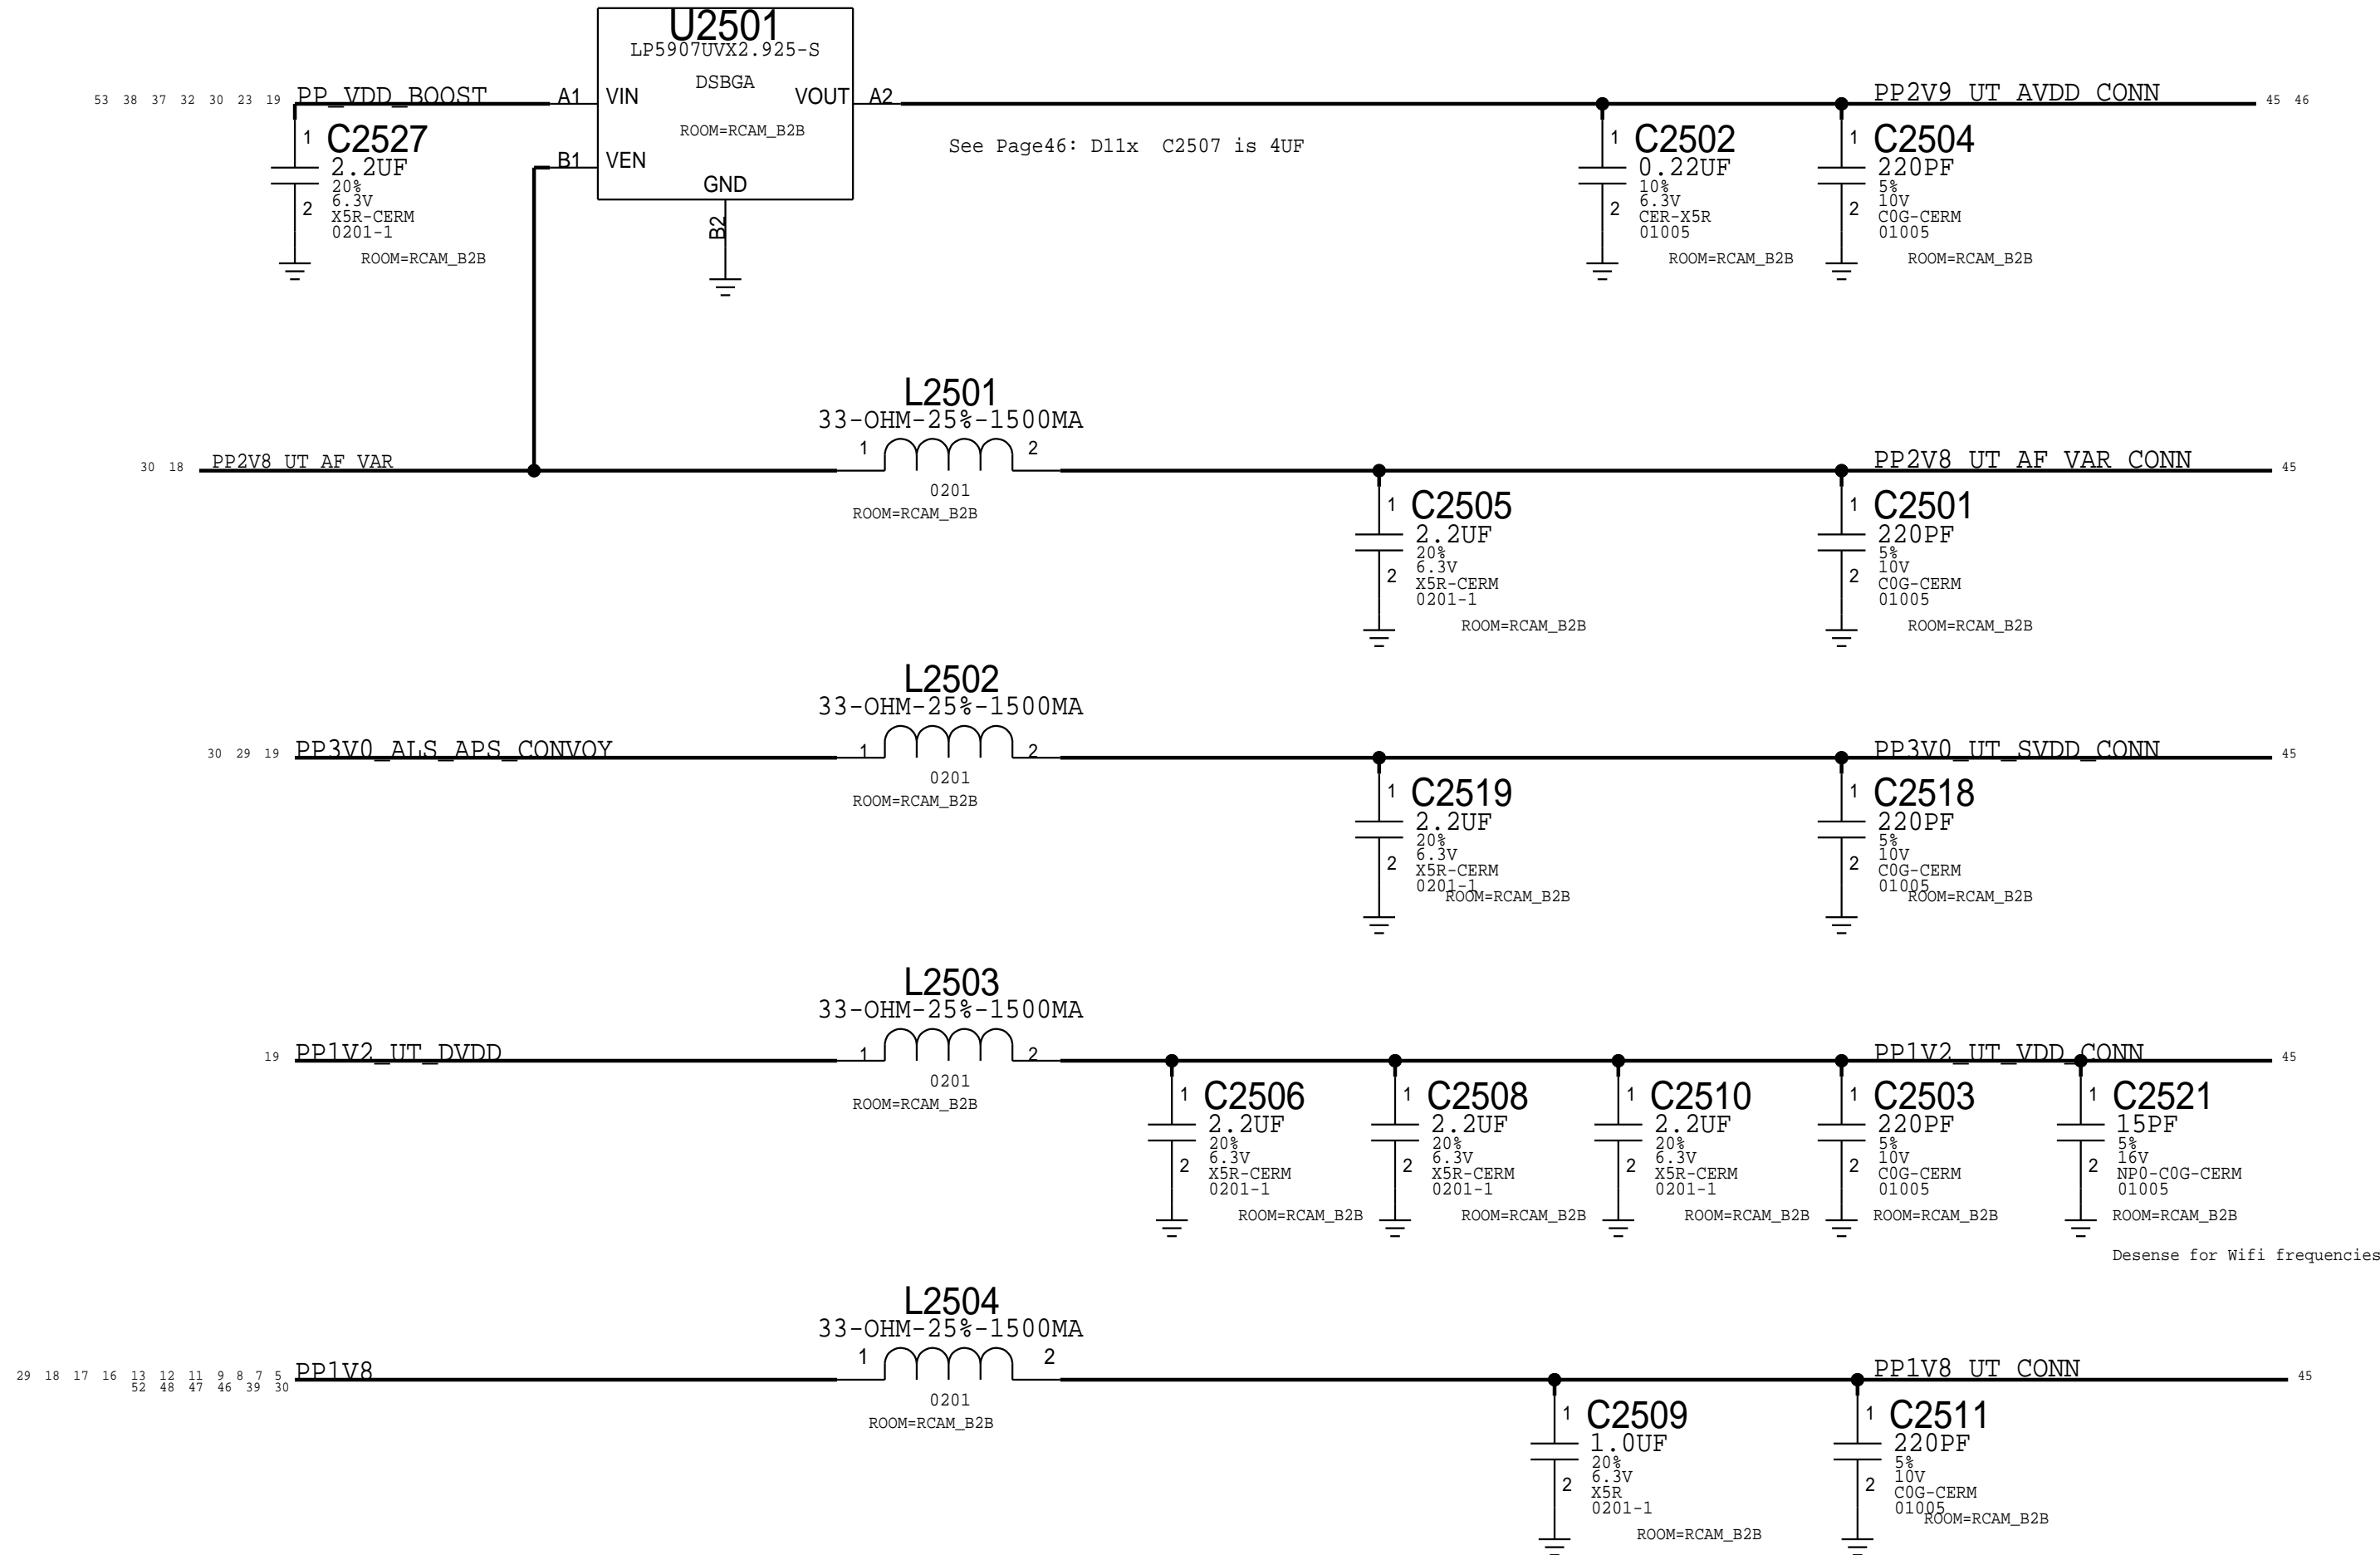 U2501
LP5907UVX2.925-S
DSBGA
53 38 37 32 30 23 19 PP_VDD_BOOST A1 VIN VOUT A2 PP2V9_UT_AVDD_CONN 45 46
ROOM=RCAM_B2B
See Page46: D11x C2507 is 4UF
B1 VEN
GND
B2
1 C2527
2.2UF
20%
6.3V
2 X5R-CERM
0201-1
ROOM=RCAM_B2B
1 C2502
0.22UF
10%
6.3V
2 CER-X5R
01005
ROOM=RCAM_B2B
1 C2504
220PF
5%
10V
2 C0G-CERM
01005
ROOM=RCAM_B2B
L2501
33-OHM-25%-1500MA
30 18 PP2V8_UT_AF_VAR 1 2 PP2V8_UT_AF_VAR_CONN 45
0201
ROOM=RCAM_B2B
1 C2505
2.2UF
20%
6.3V
2 X5R-CERM
0201-1
ROOM=RCAM_B2B
1 C2501
220PF
5%
10V
2 C0G-CERM
01005
ROOM=RCAM_B2B
L2502
33-OHM-25%-1500MA
30 29 19 PP3V0_ALS_APS_CONVOY 1 2 PP3V0_UT_SVDD_CONN 45
0201
ROOM=RCAM_B2B
1 C2519
2.2UF
20%
6.3V
2 X5R-CERM
0201-1
ROOM=RCAM_B2B
1 C2518
220PF
5%
10V
2 C0G-CERM
01005
ROOM=RCAM_B2B
L2503
33-OHM-25%-1500MA
19 PP1V2_UT_DVDD 1 2 PP1V2_UT_VDD_CONN 45
0201
ROOM=RCAM_B2B
1 C2506
2.2UF
20%
6.3V
2 X5R-CERM
0201-1
ROOM=RCAM_B2B
1 C2508
2.2UF
20%
6.3V
2 X5R-CERM
0201-1
ROOM=RCAM_B2B
1 C2510
2.2UF
20%
6.3V
2 X5R-CERM
0201-1
ROOM=RCAM_B2B
1 C2503
220PF
5%
10V
2 C0G-CERM
01005
ROOM=RCAM_B2B
1 C2521
15PF
5%
16V
2 NP0-C0G-CERM
01005
ROOM=RCAM_B2B
Desense for Wifi frequencies
L2504
33-OHM-25%-1500MA
29 18 17 16 13 12 11 9 8 7 5 PP1V8 1 2 PP1V8_UT_CONN 45
52 48 47 46 39 30
0201
ROOM=RCAM_B2B
1 C2509
1.0UF
20%
6.3V
2 X5R
0201-1
ROOM=RCAM_B2B
1 C2511
220PF
5%
10V
2 C0G-CERM
01005
ROOM=RCAM_B2B